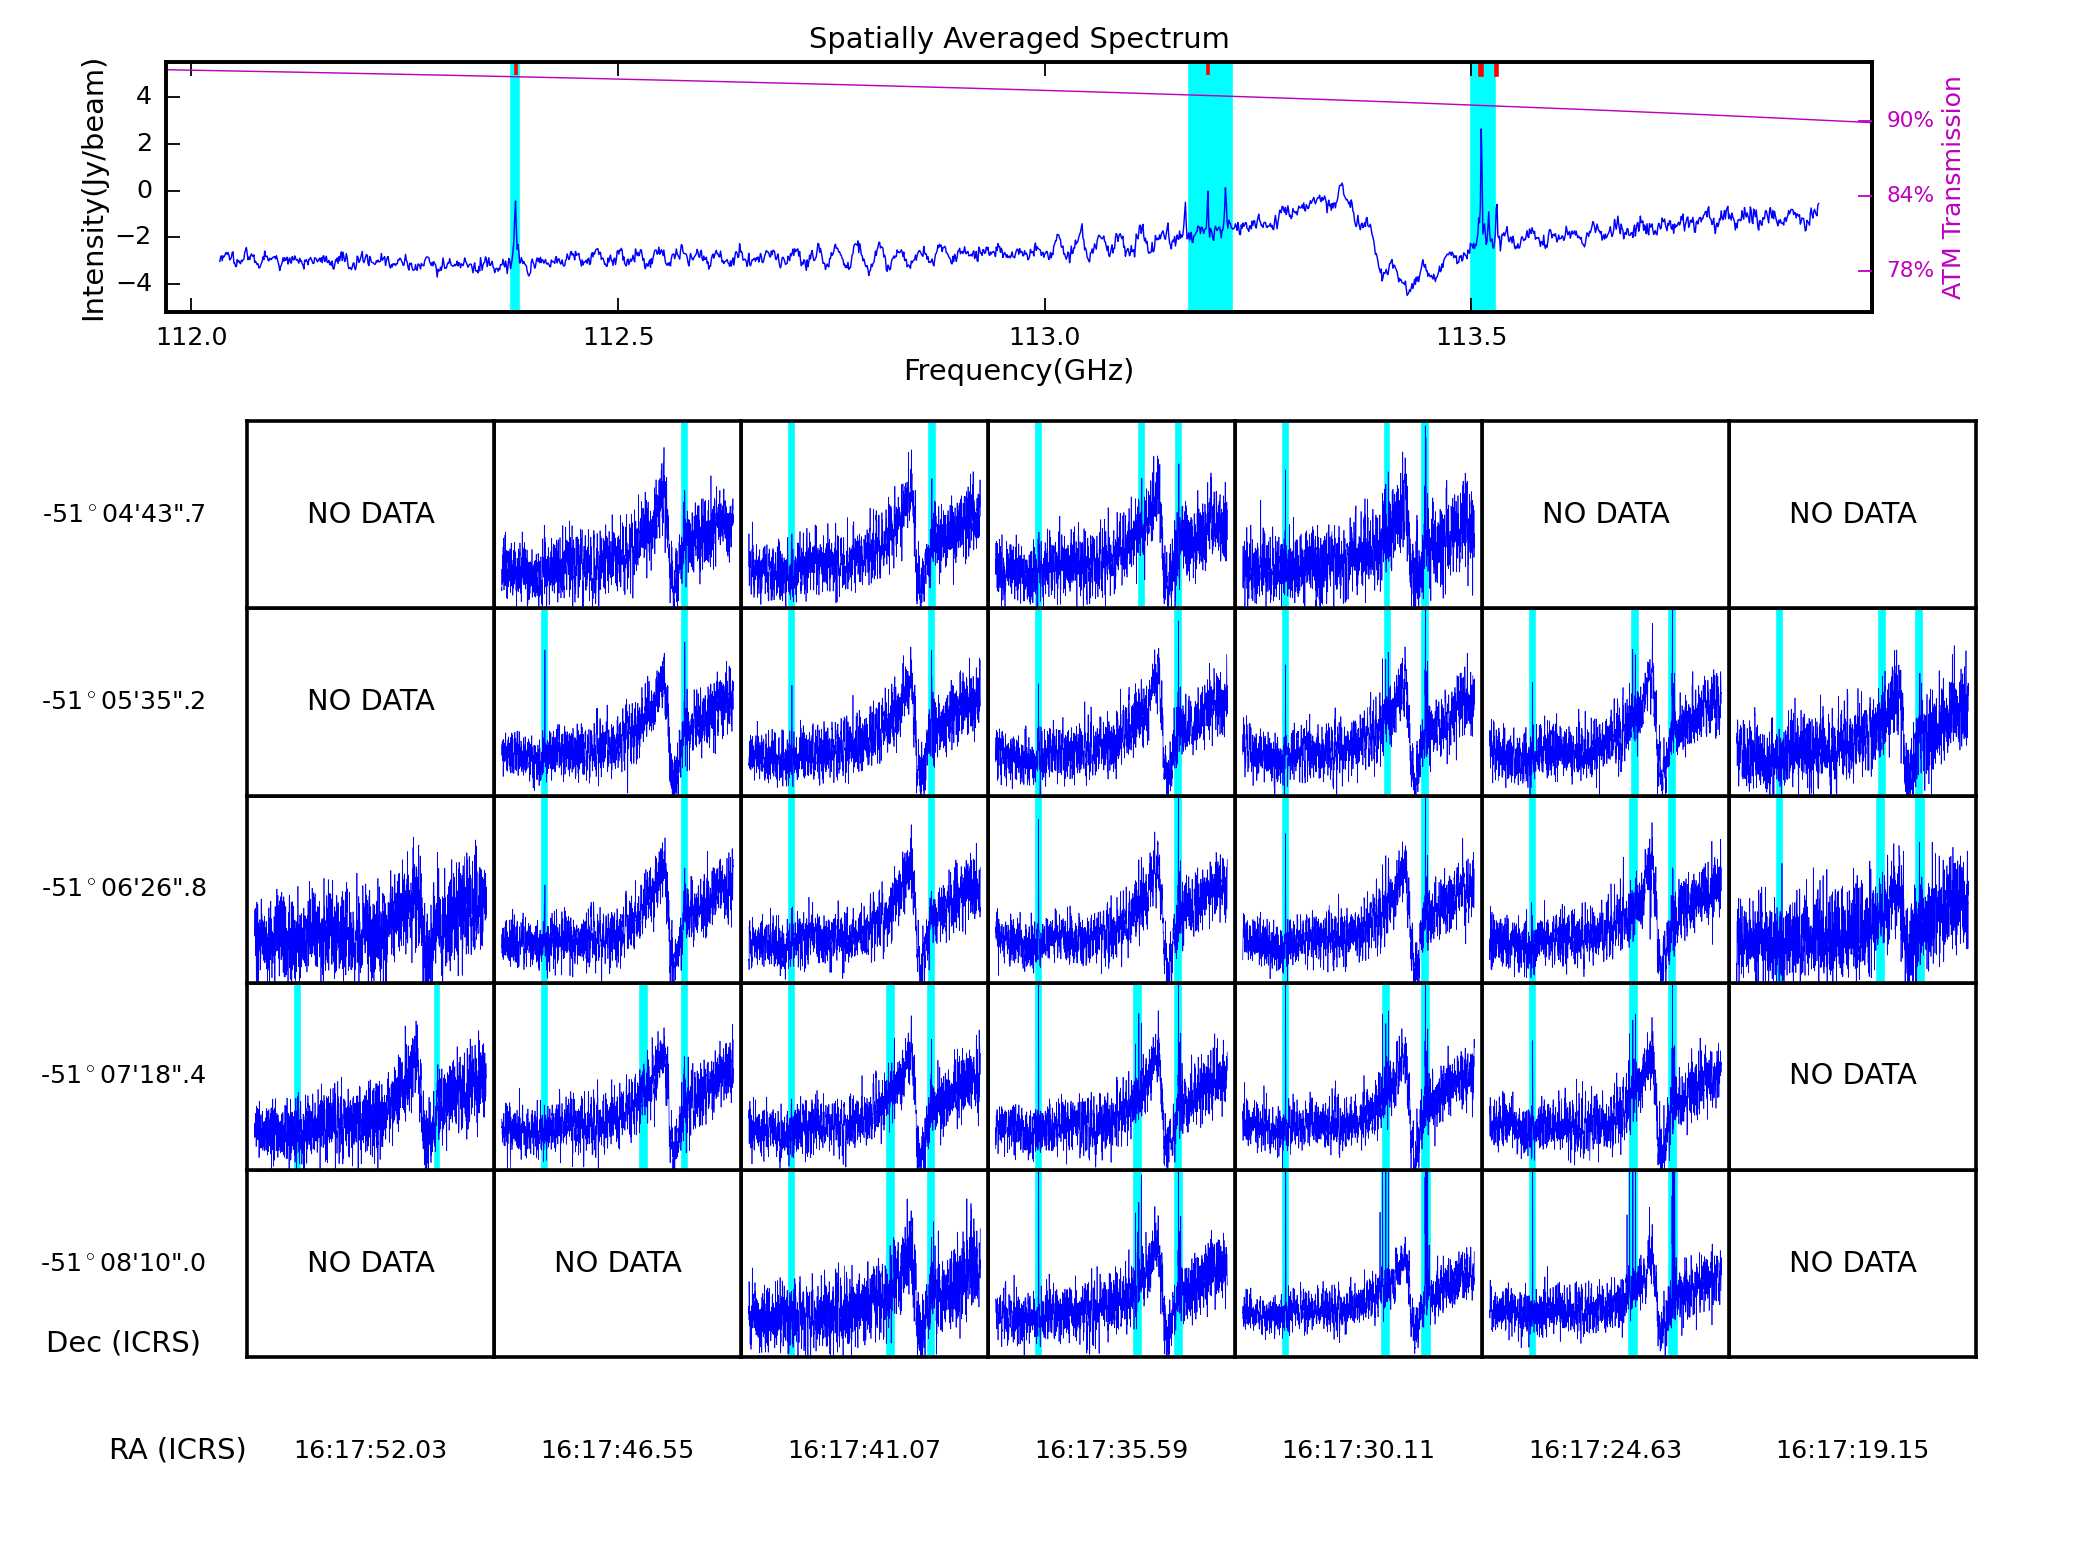 Spatially Averaged Spectrum
Intensity(Jy/beam)
4
2
0
−2
−4
90%
84%
78%
ATM Transmission
112.0 112.5 113.0 113.5
Frequency(GHz)
-51°04'43".7 NO DATA NO DATA NO DATA
-51°05'35".2 NO DATA
-51°06'26".8
-51°07'18".4 NO DATA
-51°08'10".0 NO DATA NO DATA NO DATA
Dec (ICRS)
RA (ICRS) 16:17:52.03 16:17:46.55 16:17:41.07 16:17:35.59 16:17:30.11 16:17:24.63 16:17:19.15